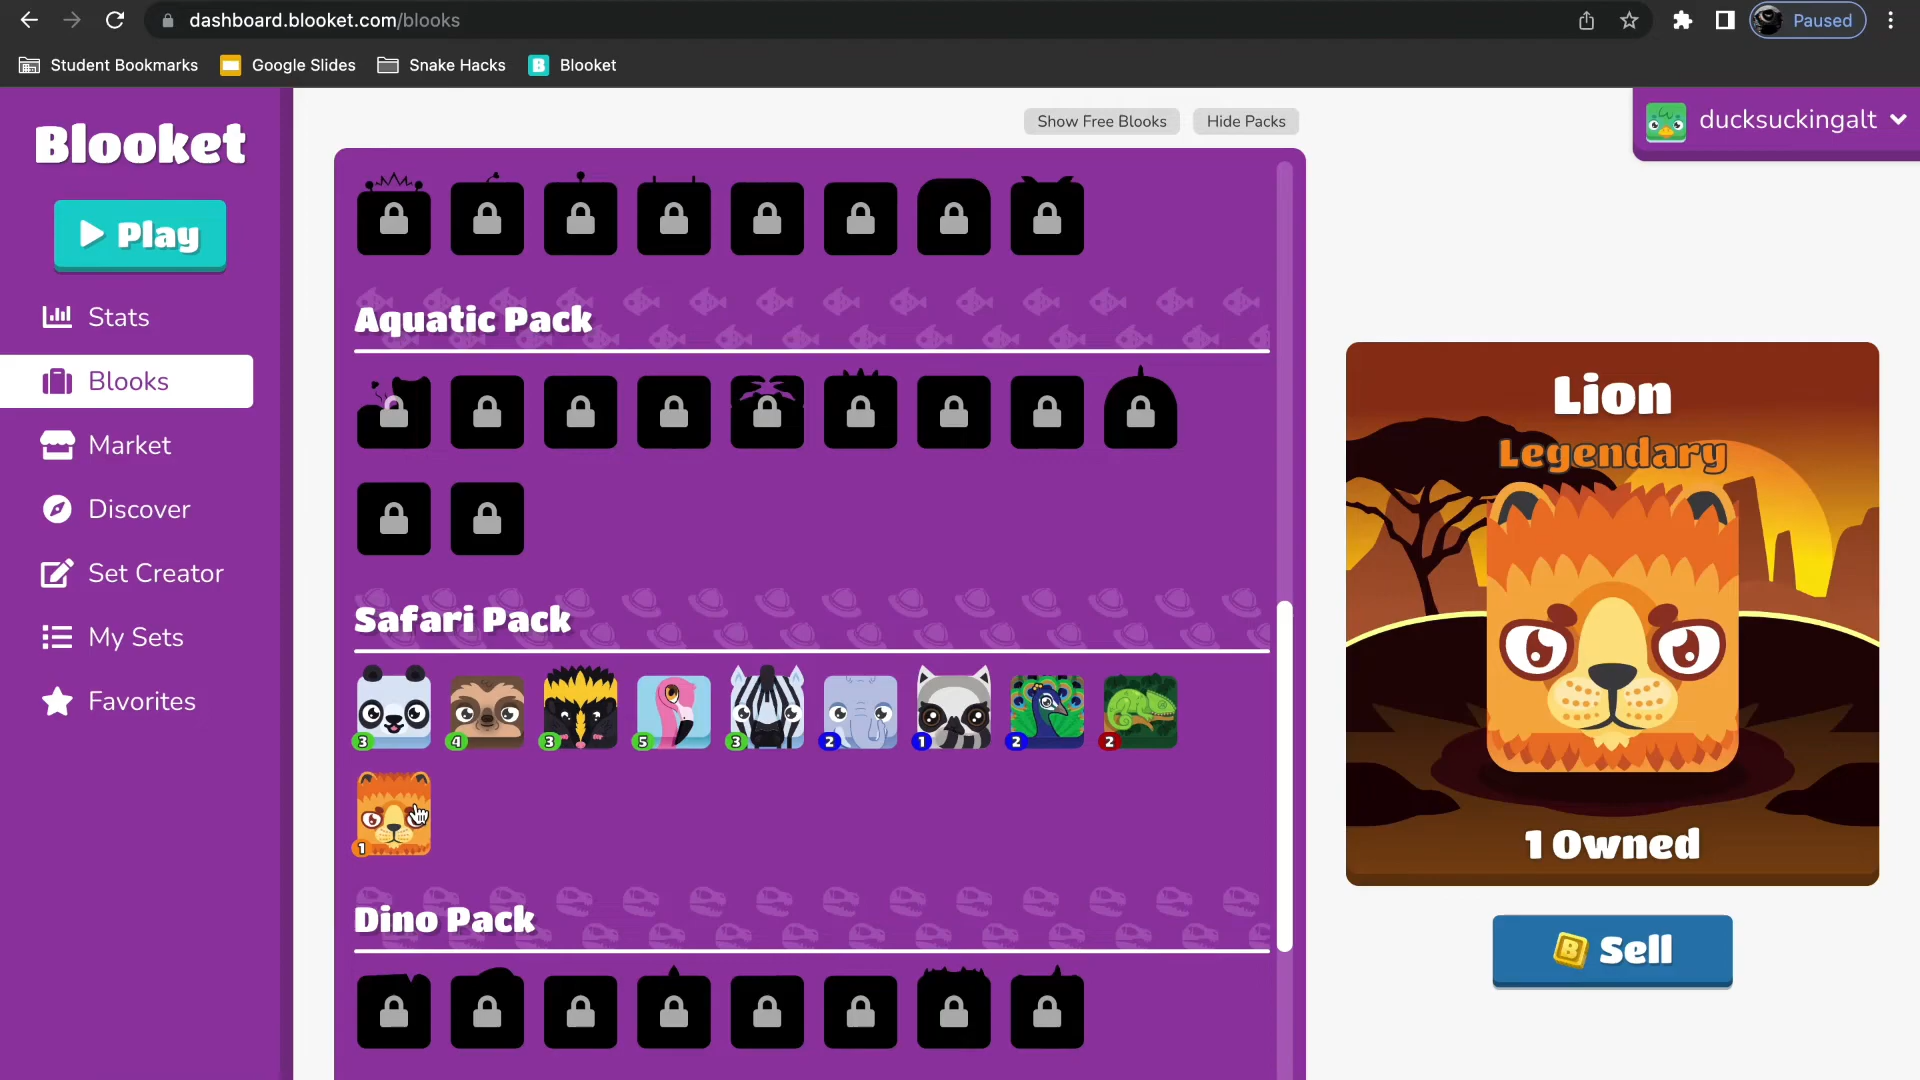 dashboard.blooket.com/blooks
Paused
Student Bookmarks
Google Slides
Snake Hacks
B Blooket
Blooket
Show Free Blooks
Hide Packs
ducksuckingalt
Play
Stats
Blooks
Market
Discover
Set Creator
My Sets
Favorites
Aquatic Pack
Safari Pack
3 4 3 5 3 2 1 2 2
1
Dino Pack
Lion
Legendary
1 Owned
B Sell